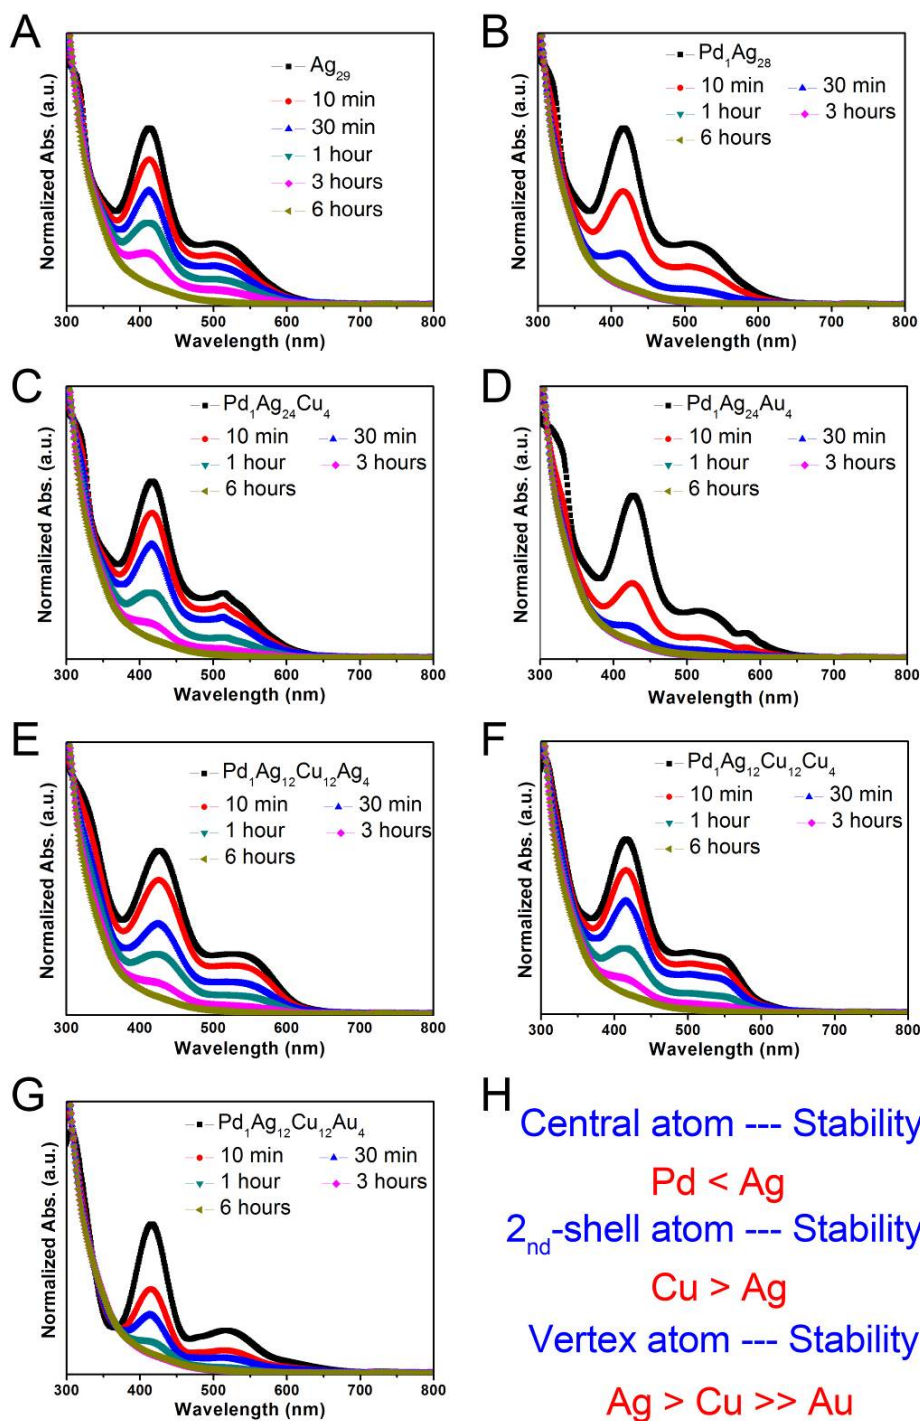 A
Normalized Abs. (a.u.)
Ag29
10 min
30 min
1 hour
3 hours
6 hours
300 400 500 600 700 800
Wavelength (nm)
B
Normalized Abs. (a.u.)
Pd1Ag28
10 min 30 min
1 hour 3 hours
6 hours
300 400 500 600 700 800
Wavelength (nm)
C
Normalized Abs. (a.u.)
Pd1Ag24Cu4
10 min 30 min
1 hour 3 hours
6 hours
300 400 500 600 700 800
Wavelength (nm)
D
Normalized Abs. (a.u.)
Pd1Ag24Au4
10 min 30 min
1 hour 3 hours
6 hours
300 400 500 600 700 800
Wavelength (nm)
E
Normalized Abs. (a.u.)
Pd1Ag12Cu12Ag4
10 min 30 min
1 hour 3 hours
6 hours
300 400 500 600 700 800
Wavelength (nm)
F
Normalized Abs. (a.u.)
Pd1Ag12Cu12Cu4
10 min 30 min
1 hour 3 hours
6 hours
300 400 500 600 700 800
Wavelength (nm)
G
Normalized Abs. (a.u.)
Pd1Ag12Cu12Au4
10 min 30 min
1 hour 3 hours
6 hours
300 400 500 600 700 800
Wavelength (nm)
H
Central atom --- Stability
Pd < Ag
2nd-shell atom --- Stability
Cu > Ag
Vertex atom --- Stability
Ag > Cu >> Au